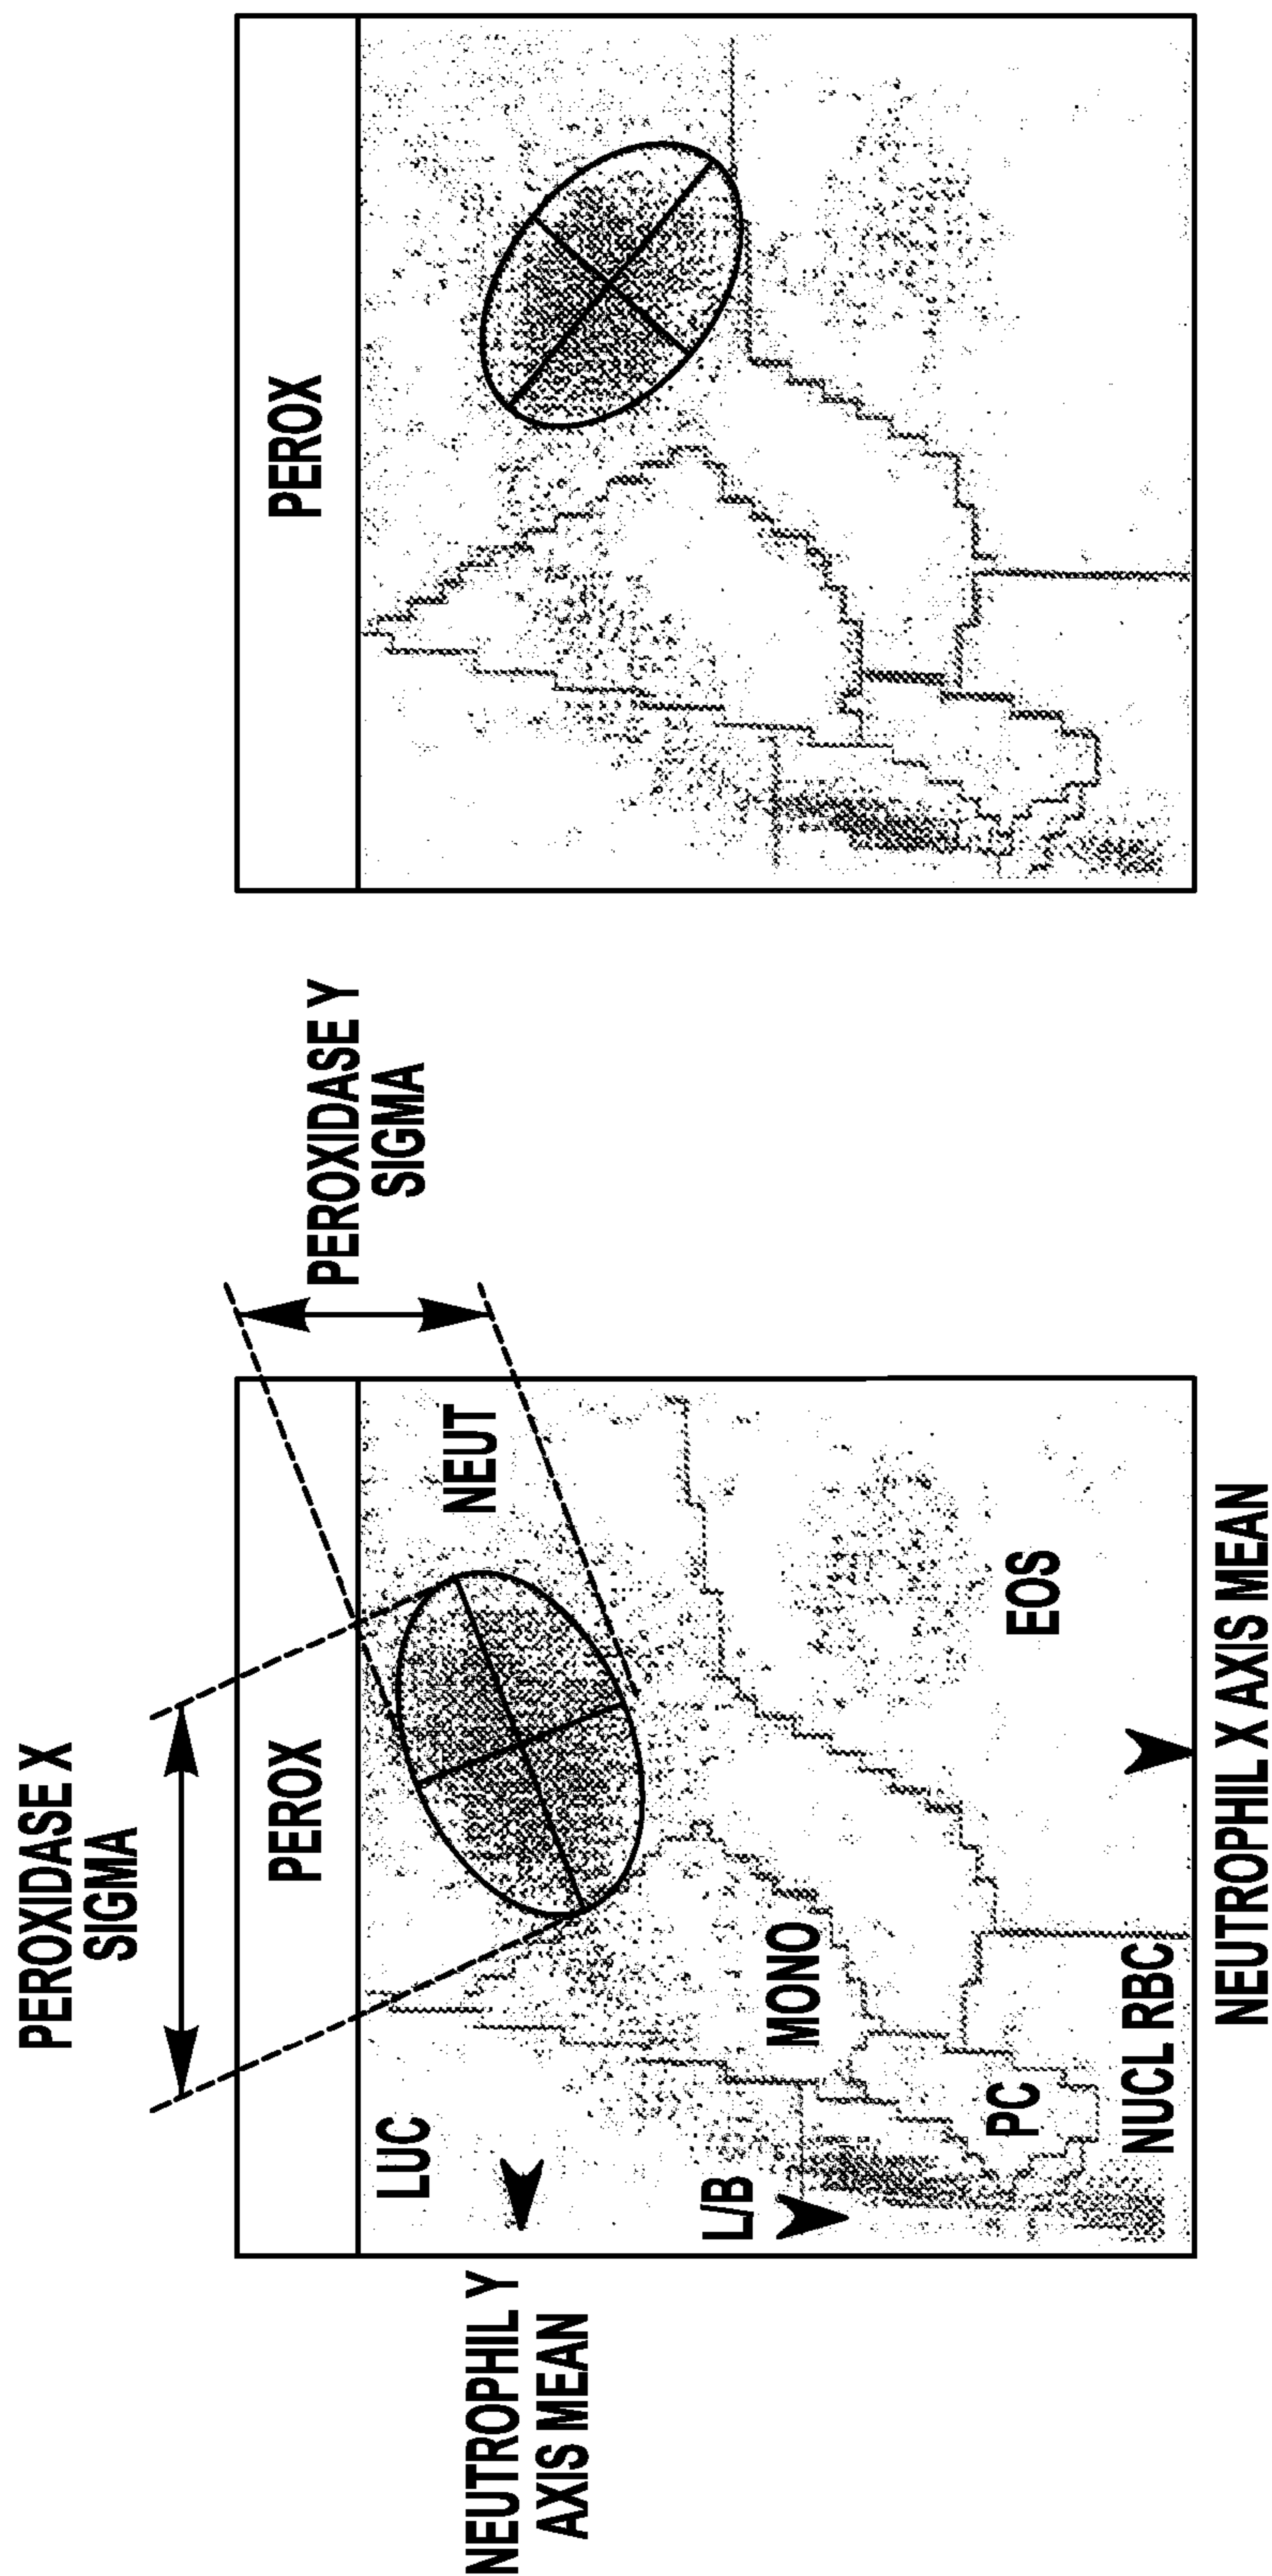 PEROXIDASE X
SIGMA
PEROXIDASE Y
SIGMA
PEROX
LUC
NEUT
NEUTROPHIL Y
AXIS MEAN
L/B
MONO
EOS
PC
NUCL RBC
NEUTROPHIL X AXIS MEAN
PEROX